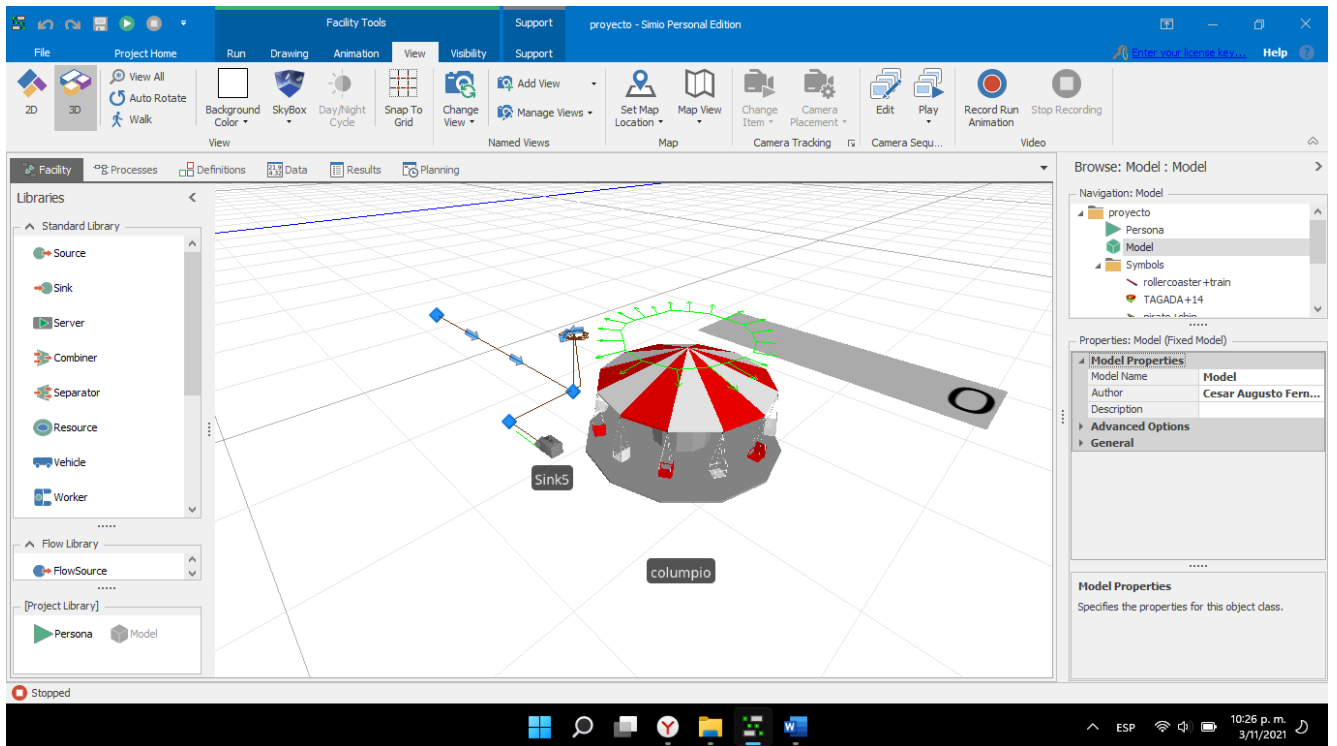 Facility Tools Support proyecto - Simio Personal Edition
File Project Home Run Drawing Animation View Visibility Support Enter your license key... Help
2D
3D
View All
Auto Rotate
Walk
Background Color
SkyBox
Day/Night Cycle
Snap To Grid
View
Change View
Add View
Manage Views
Named Views
Set Map Location
Map View
Map
Change Item
Camera Placement
Camera Tracking
Edit
Play
Camera Sequ...
Record Run Animation
Stop Recording
Video
Facility Processes Definitions Data Results Planning
Libraries
Standard Library
Source
Sink
Server
Combiner
Separator
Resource
Vehicle
Worker
Flow Library
FlowSource
[Project Library]
Persona Model
Sink5
columpio
O
Browse: Model : Model
Navigation: Model
proyecto
Persona
Model
Symbols
rollercoaster+train
TAGADA+14
Properties: Model (Fixed Model)
Model Properties
Model Name Model
Author Cesar Augusto Fern...
Description
Advanced Options
General
Model Properties
Specifies the properties for this object class.
Stopped
ESP
10:26 p. m.
3/11/2021